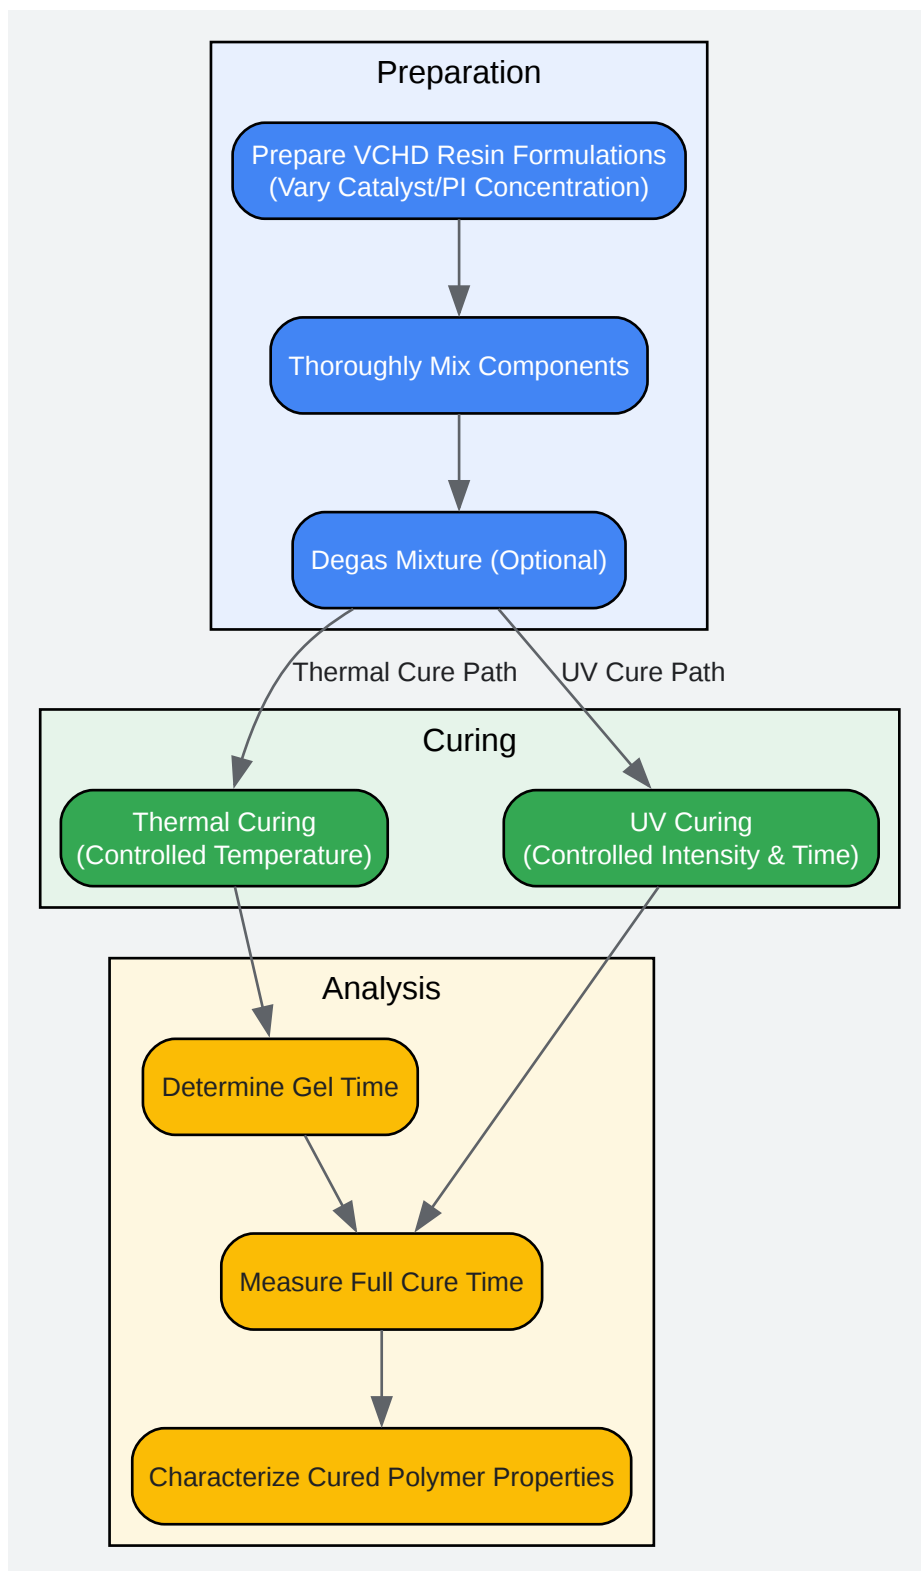 Preparation
Prepare VCHD Resin Formulations
(Vary Catalyst/PI Concentration)
Thoroughly Mix Components
Degas Mixture (Optional)
Thermal Cure Path
UV Cure Path
Curing
Thermal Curing
(Controlled Temperature)
UV Curing
(Controlled Intensity & Time)
Analysis
Determine Gel Time
Measure Full Cure Time
Characterize Cured Polymer Properties